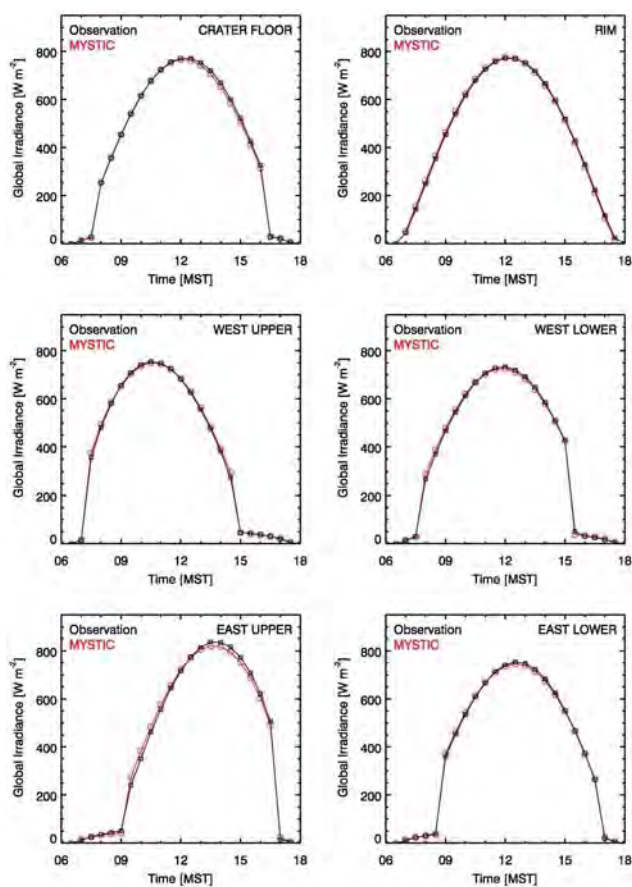 Observation CRATER FLOOR
MYSTIC
800
600
400
200
0
Global Irradiance [W m-2]
06 09 12 15 18
Time [MST]
Observation RIM
MYSTIC
800
600
400
200
0
Global Irradiance [W m-2]
06 09 12 15 18
Time [MST]
Observation WEST UPPER
MYSTIC
800
600
400
200
0
Global Irradiance [W m-2]
06 09 12 15 18
Time [MST]
Observation WEST LOWER
MYSTIC
800
600
400
200
0
Global Irradiance [W m-2]
06 09 12 15 18
Time [MST]
Observation EAST UPPER
MYSTIC
800
600
400
200
0
Global Irradiance [W m-2]
06 09 12 15 18
Time [MST]
Observation EAST LOWER
MYSTIC
800
600
400
200
0
Global Irradiance [W m-2]
06 09 12 15 18
Time [MST]